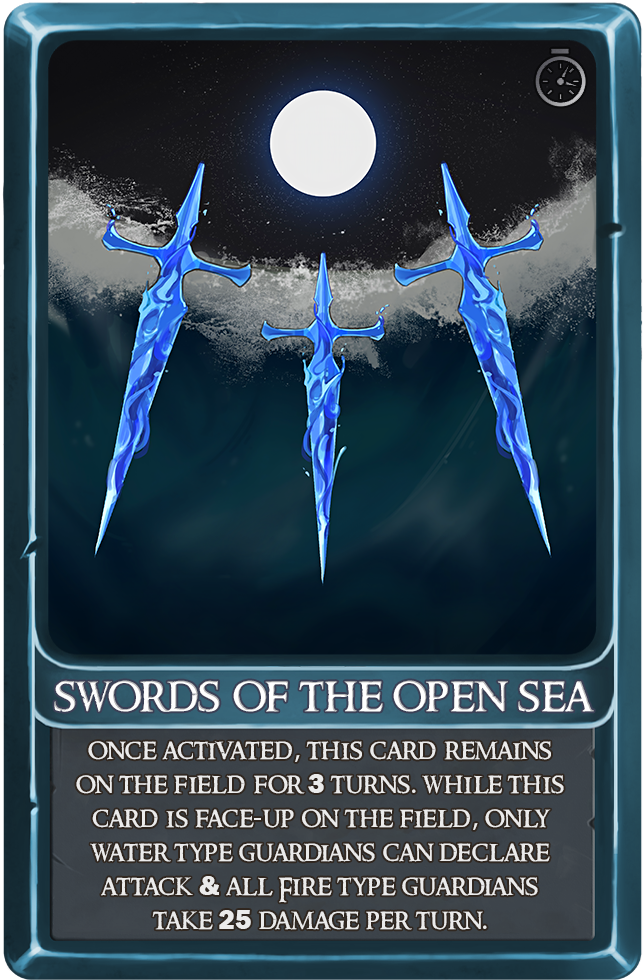 SWORDS OF THE OPEN SEA
ONCE ACTIVATED, THIS CARD REMAINS
ON THE FIELD FOR 3 TURNS. WHILE THIS
CARD IS FACE-UP ON THE FIELD, ONLY
WATER TYPE GUARDIANS CAN DECLARE
ATTACK & ALL FIRE TYPE GUARDIANS
TAKE 25 DAMAGE PER TURN.